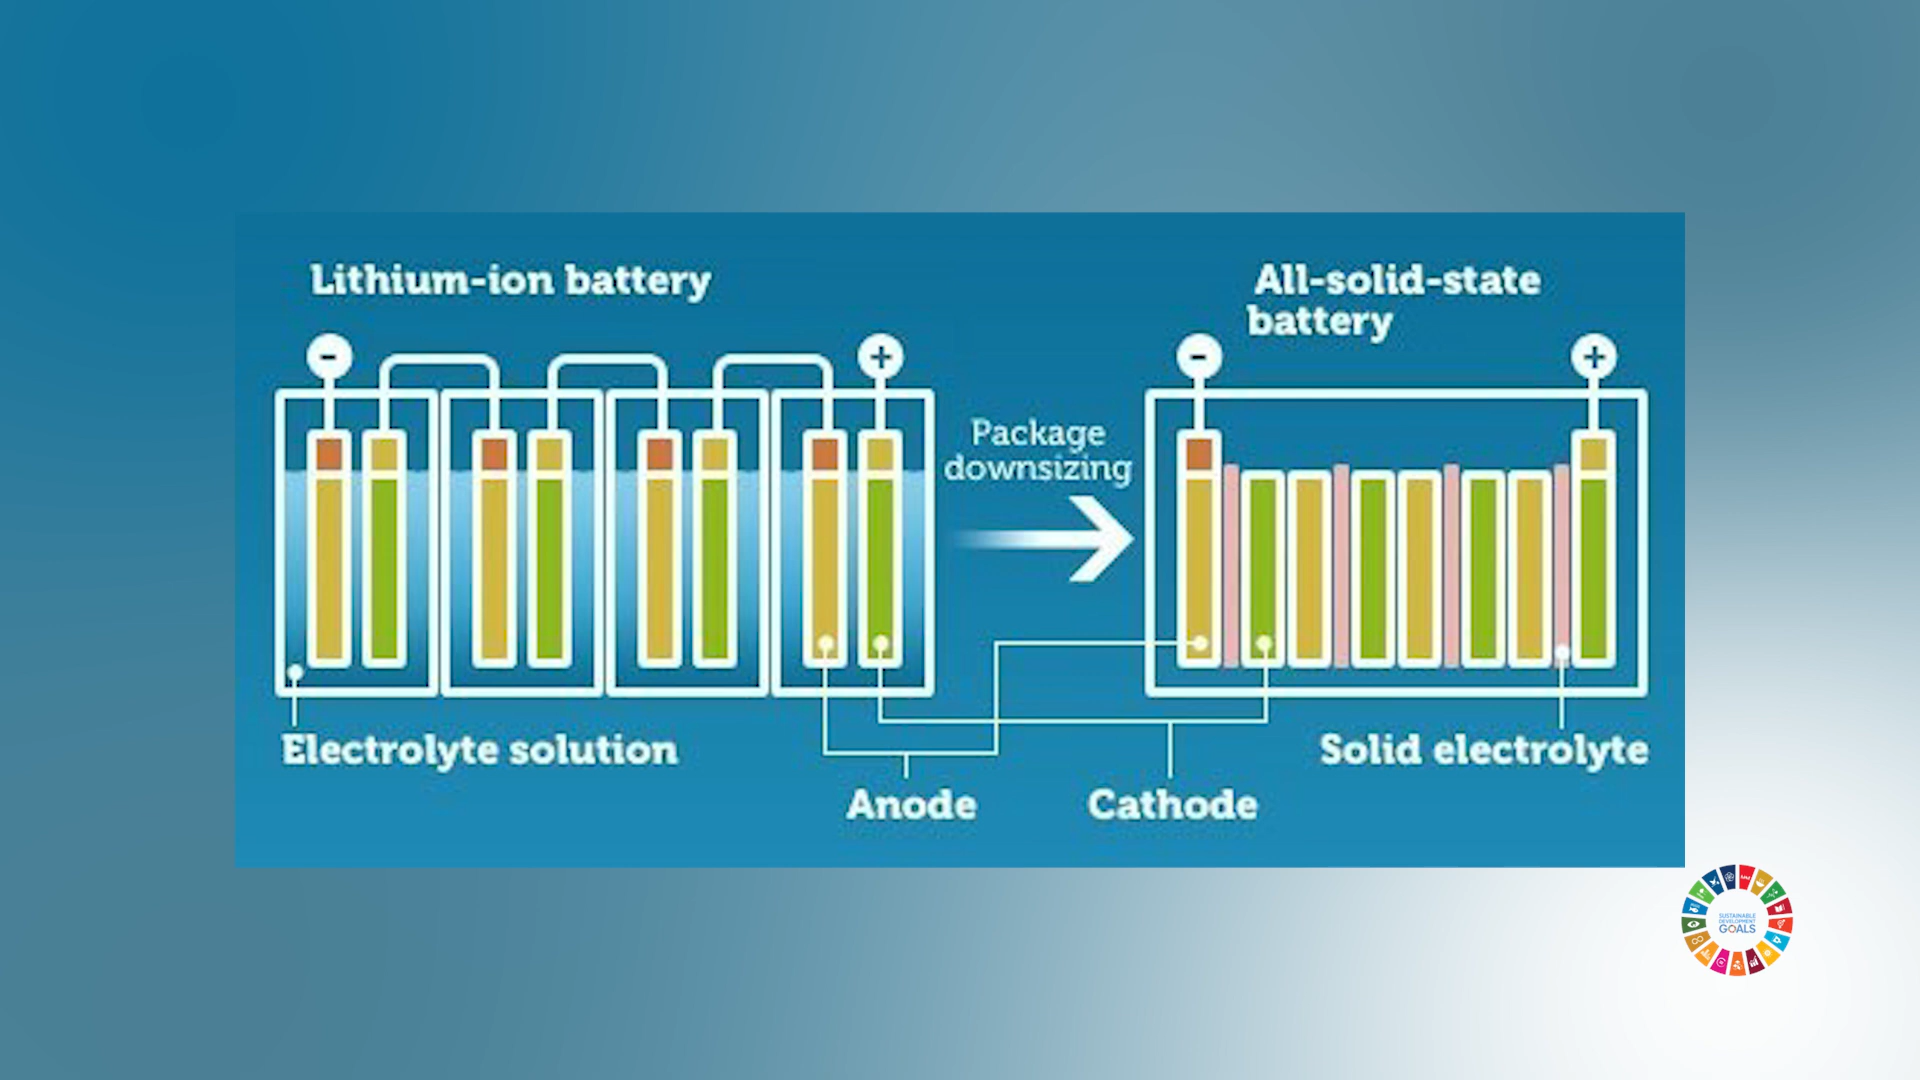 Lithium-ion battery
All-solid-state
battery
-
+
-
+
Package
downsizing
Electrolyte solution
Solid electrolyte
Anode
Cathode
SUSTAINABLE
DEVELOPMENT
GOALS